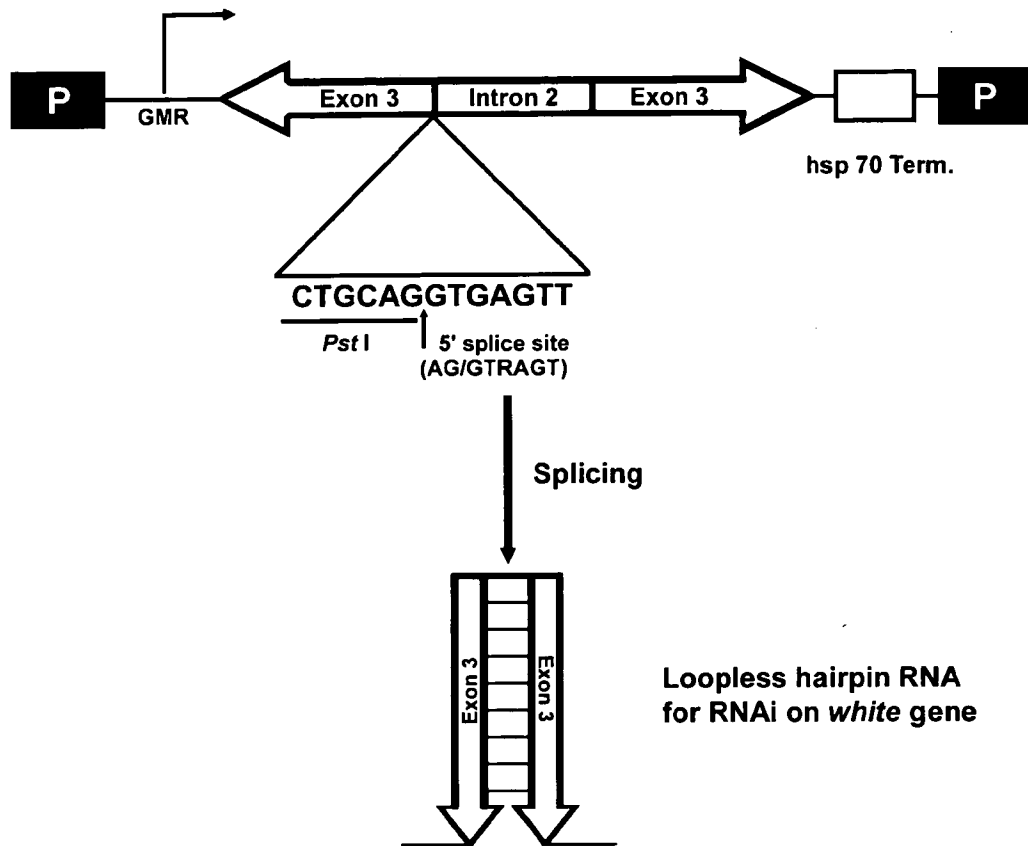 P
Exon 3
Intron 2
Exon 3
P
GMR
hsp 70 Term.
CTGCAGGTGAGTT
Pst I
5' splice site
(AG/GTRAGT)
Splicing
Exon 3
Exon 3
Loopless hairpin RNA
for RNAi on white gene